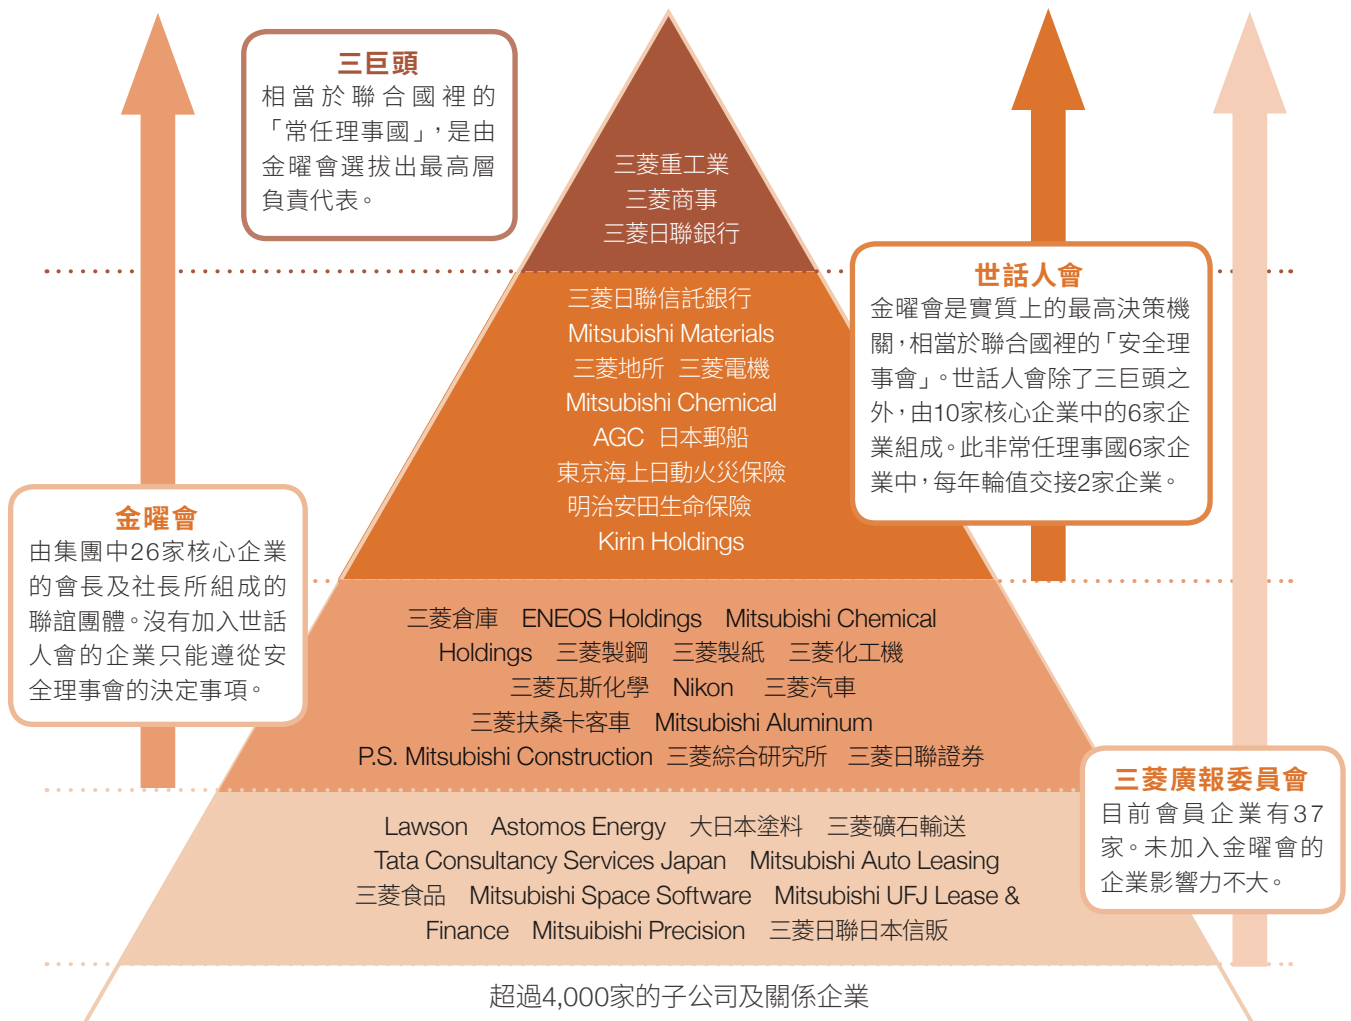 三巨頭
相當於聯合國裡的
「常任理事國」，是由
金曜會選拔出最高層
負責代表。
三菱重工業
三菱商事
三菱日聯銀行
世話人會
金曜會是實質上的最高決策機
關，相當於聯合國裡的「安全理
事會」。世話人會除了三巨頭之
外，由10家核心企業中的6家企
業組成。此非常任理事國6家企
業中，每年輪值交接2家企業。
三菱日聯信託銀行
Mitsubishi Materials
三菱地所 三菱電機
Mitsubishi Chemical
AGC 日本郵船
東京海上日動火災保險
明治安田生命保險
Kirin Holdings
金曜會
由集團中26家核心企業
的會長及社長所組成的
聯誼團體。沒有加入世話
人會的企業只能遵從安
全理事會的決定事項。
三菱倉庫 ENEOS Holdings Mitsubishi Chemical
Holdings 三菱製鋼 三菱製紙 三菱化工機
三菱瓦斯化學 Nikon 三菱汽車
三菱扶桑卡客車 Mitsubishi Aluminum
P.S. Mitsubishi Construction 三菱綜合研究所 三菱日聯證券
三菱廣報委員會
目前會員企業有37
家。未加入金曜會的
企業影響力不大。
Lawson Astomos Energy 大日本塗料 三菱礦石輸送
Tata Consultancy Services Japan Mitsubishi Auto Leasing
三菱食品 Mitsubishi Space Software Mitsubishi UFJ Lease &
Finance Mitsuibishi Precision 三菱日聯日本信販
超過4,000家的子公司及關係企業